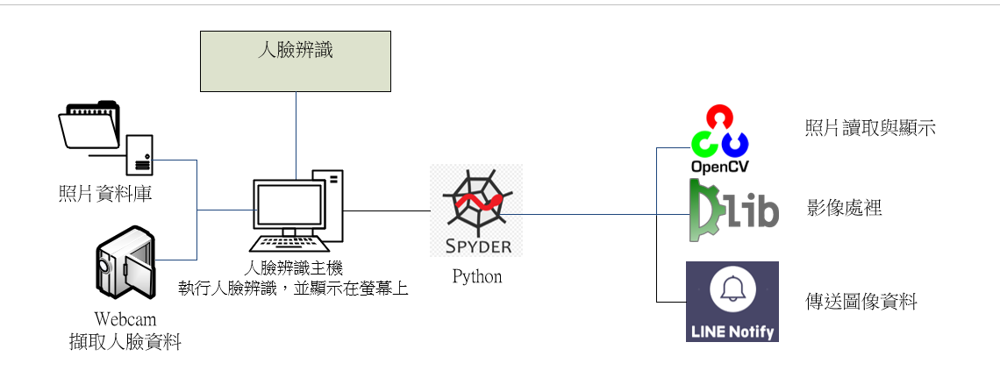 人臉辨識
照片資料庫
Webcam
擷取人臉資料
人臉辨識主機
執行人臉辨識，並顯示在螢幕上
SPYDER
Python
OpenCV
照片讀取與顯示
Dlib
影像處裡
LINE Notify
傳送圖像資料